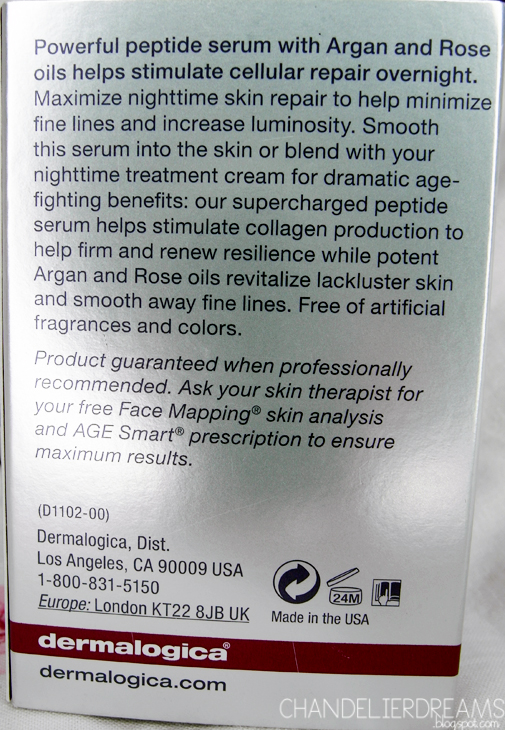 Powerful peptide serum with Argan and Rose
oils helps stimulate cellular repair overnight.
Maximize nighttime skin repair to help minimize
fine lines and increase luminosity. Smooth
this serum into the skin or blend with your
nighttime treatment cream for dramatic age-
fighting benefits: our supercharged peptide
serum helps stimulate collagen production to
help firm and renew resilience while potent
Argan and Rose oils revitalize lackluster skin
and smooth away fine lines. Free of artificial
fragrances and colors.
Product guaranteed when professionally
recommended. Ask your skin therapist for
your free Face Mapping® skin analysis
and AGE Smart® prescription to ensure
maximum results.
(D1102-00)
Dermalogica, Dist.
Los Angeles, CA 90009 USA
1-800-831-5150
Europe: London KT22 8JB UK
24M
Made in the USA
dermalogica®
dermalogica.com
CHANDELIERDREAMS
.blogspot.com